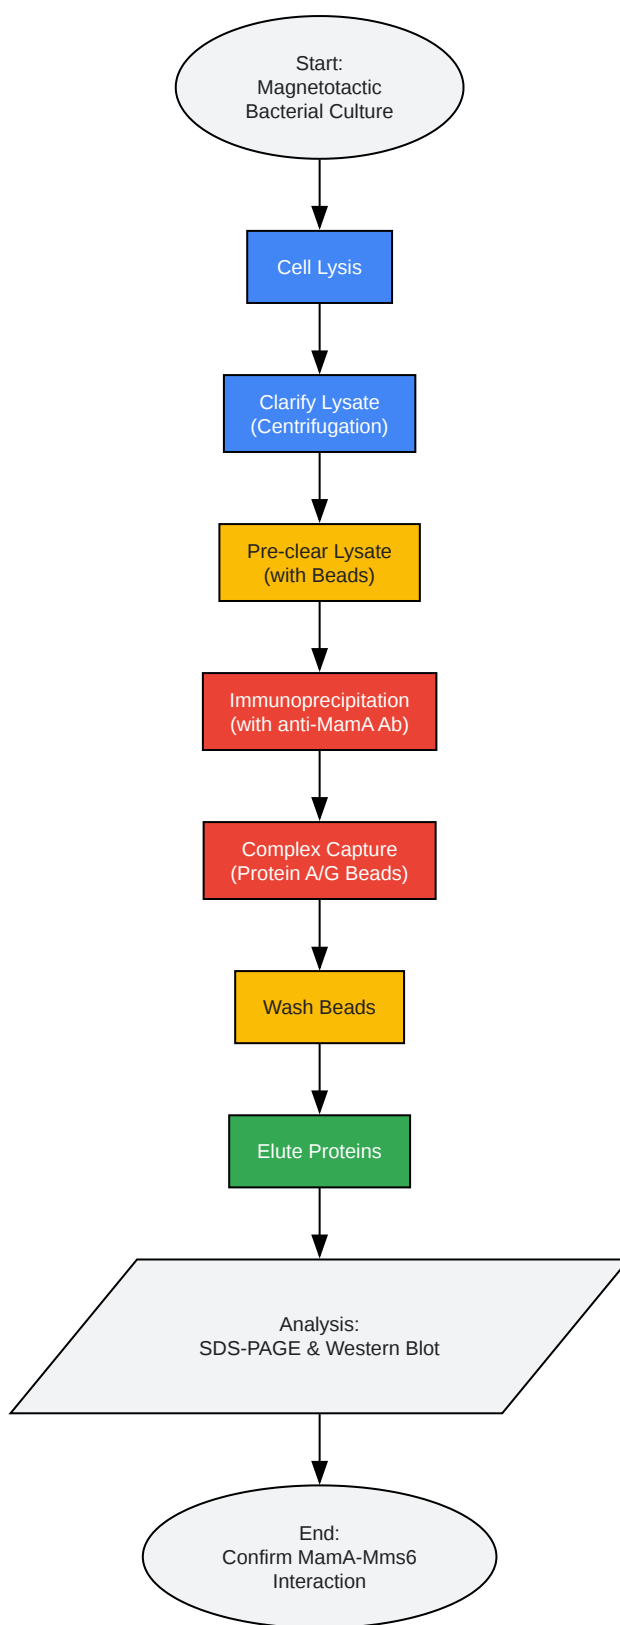 Start:
Magnetotactic
Bacterial Culture
Cell Lysis
Clarify Lysate
(Centrifugation)
Pre-clear Lysate
(with Beads)
Immunoprecipitation
(with anti-MamA Ab)
Complex Capture
(Protein A/G Beads)
Wash Beads
Elute Proteins
Analysis:
SDS-PAGE & Western Blot
End:
Confirm MamA-Mms6
Interaction